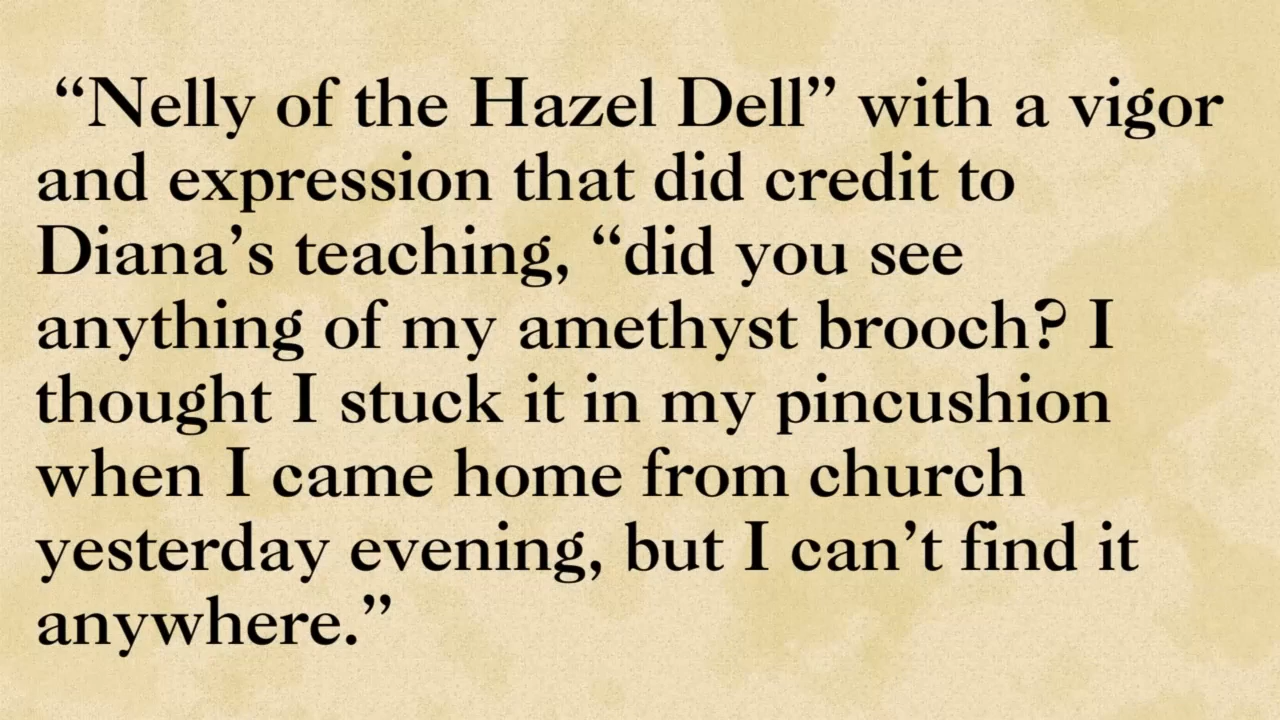 “Nelly of the Hazel Dell” with a vigor
and expression that did credit to
Diana’s teaching, “did you see
anything of my amethyst brooch? I
thought I stuck it in my pincushion
when I came home from church
yesterday evening, but I can’t find it
anywhere.”